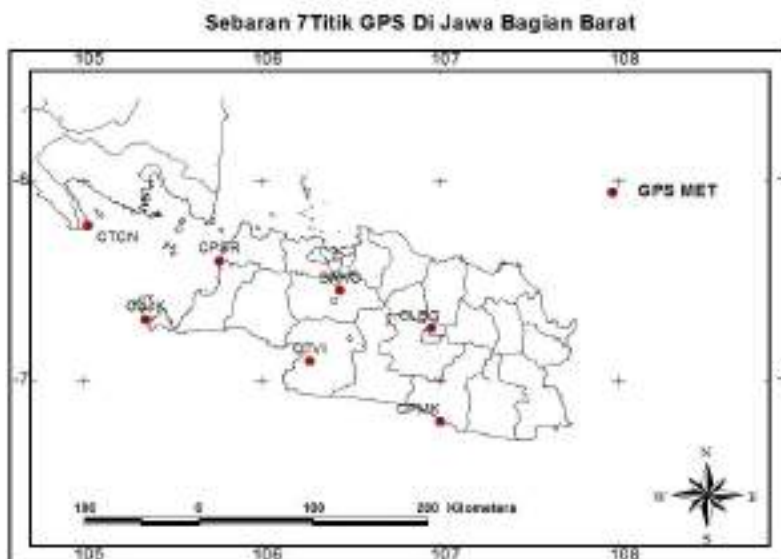 Sebaran 7Titik GPS Di Jawa Bagian Barat
105 106 107 108
-6
GPS MET
CTCN
CPSR
CLBG
-7
CPMK
N
W E
S
100 0 100 200 Kilometers
105 106 107 108